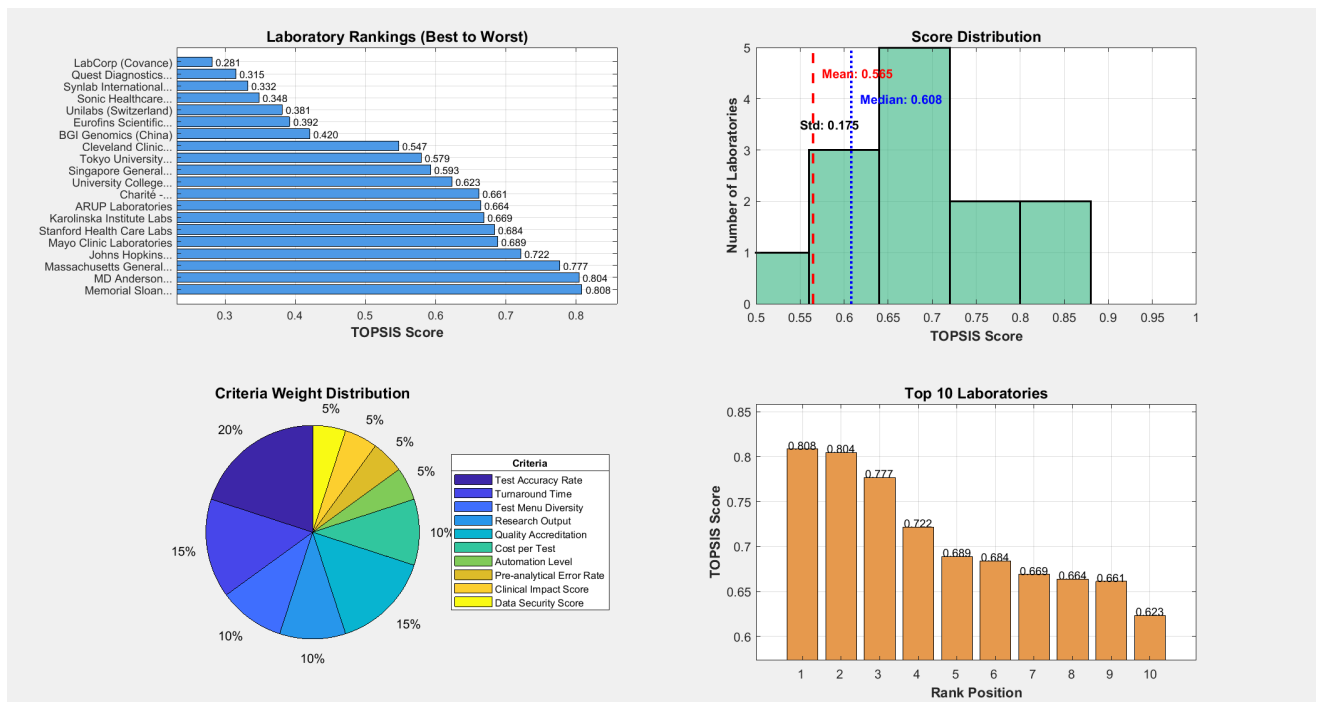 Laboratory Rankings (Best to Worst)
LabCorp (Covance) 0.281
Quest Diagnostics... 0.315
Synlab International... 0.332
Sonic Healthcare... 0.348
Unilabs (Switzerland) 0.381
Eurofins Scientific... 0.392
BGI Genomics (China) 0.420
Cleveland Clinic... 0.547
Tokyo University... 0.579
Singapore General... 0.593
University College... 0.623
Charité -... 0.661
ARUP Laboratories 0.664
Karolinska Institute Labs 0.669
Stanford Health Care Labs 0.684
Mayo Clinic Laboratories 0.689
Johns Hopkins... 0.722
Massachusetts General... 0.777
MD Anderson... 0.804
Memorial Sloan... 0.808
0.3 0.4 0.5 0.6 0.7 0.8
TOPSIS Score
Score Distribution
Number of Laboratories
5
4
3
2
1
0
Mean: 0.565
Median: 0.608
Std: 0.175
0.5 0.55 0.6 0.65 0.7 0.75 0.8 0.85 0.9 0.95 1
TOPSIS Score
Criteria Weight Distribution
20%
15%
10%
10%
15%
10%
5%
5%
5%
5%
Criteria
Test Accuracy Rate
Turnaround Time
Test Menu Diversity
Research Output
Quality Accreditation
Cost per Test
Automation Level
Pre-analytical Error Rate
Clinical Impact Score
Data Security Score
Top 10 Laboratories
TOPSIS Score
0.85
0.8
0.75
0.7
0.65
0.6
0.808 0.804 0.777 0.722 0.689 0.684 0.669 0.664 0.661 0.623
1 2 3 4 5 6 7 8 9 10
Rank Position